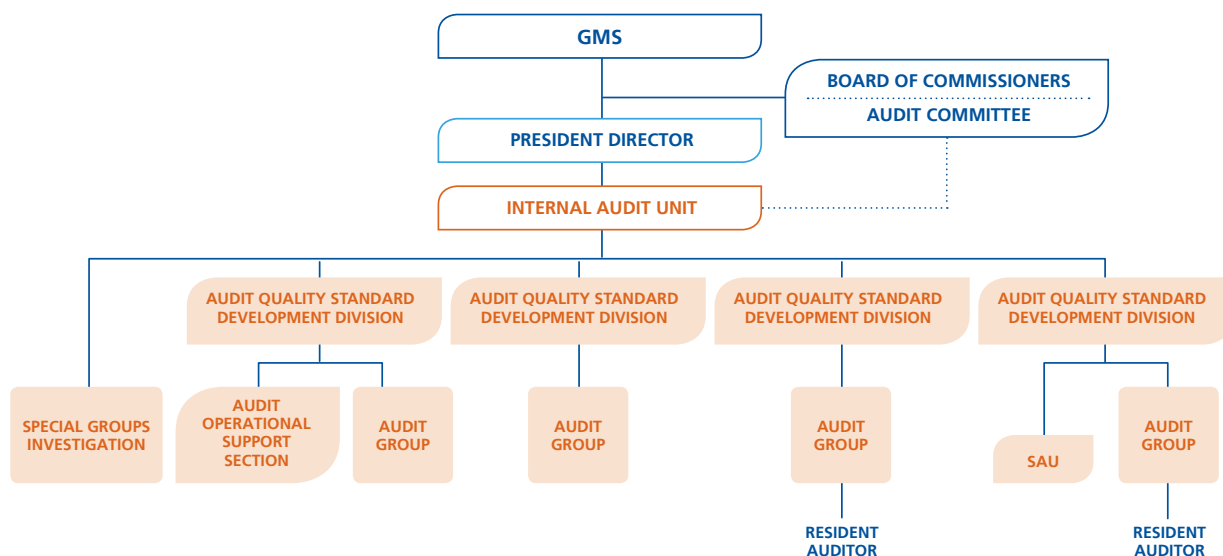 GMS
BOARD OF COMMISSIONERS
AUDIT COMMITTEE
PRESIDENT DIRECTOR
INTERNAL AUDIT UNIT
AUDIT QUALITY STANDARD
DEVELOPMENT DIVISION
AUDIT QUALITY STANDARD
DEVELOPMENT DIVISION
AUDIT QUALITY STANDARD
DEVELOPMENT DIVISION
AUDIT QUALITY STANDARD
DEVELOPMENT DIVISION
SPECIAL GROUPS
INVESTIGATION
AUDIT
OPERATIONAL
SUPPORT
SECTION
AUDIT
GROUP
AUDIT
GROUP
AUDIT
GROUP
SAU
AUDIT
GROUP
RESIDENT
AUDITOR
RESIDENT
AUDITOR